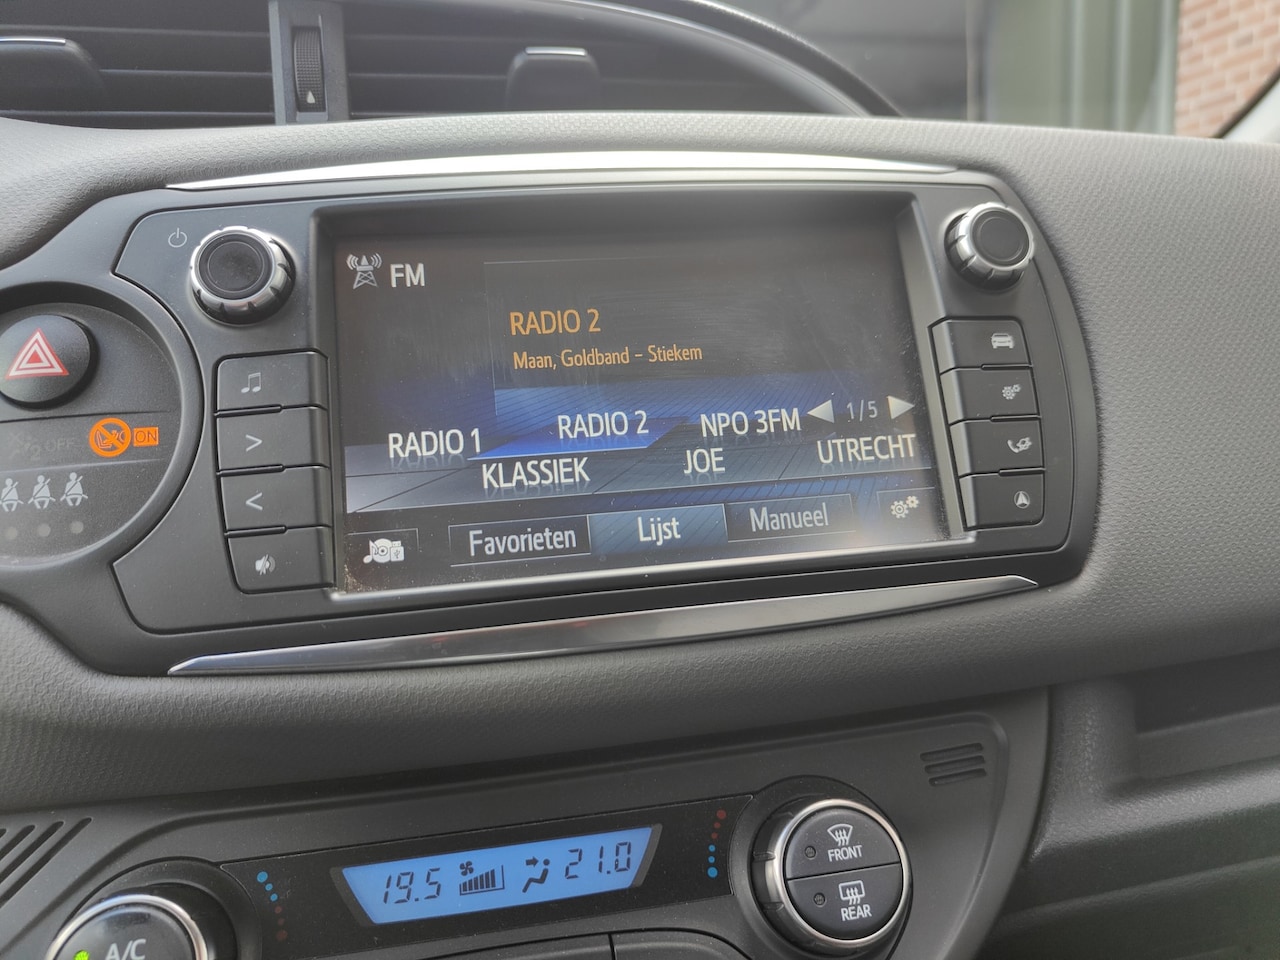 FM
RADIO 2
Maan, Goldband - Stiekem
RADIO 1 RADIO 2 NPO 3FM 1/5
KLASSIEK JOE UTRECHT
Favorieten Lijst Manueel
OFF ON
19.5 21.0
FRONT
REAR
A/C